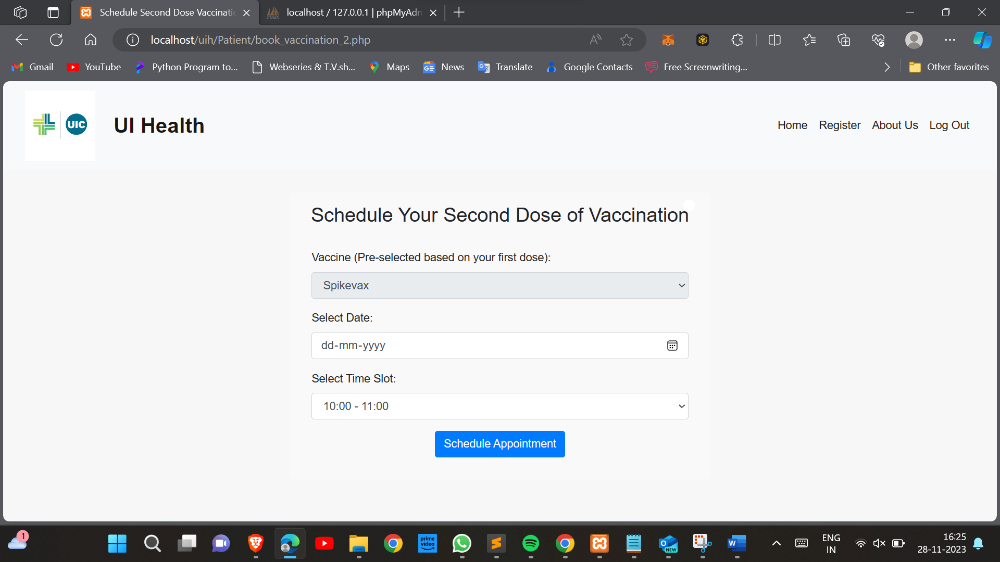 Schedule Second Dose Vaccinatic
localhost / 127.0.0.1 | phpMyAdn
localhost/uih/Patient/book_vaccination_2.php
Gmail
YouTube
Python Program to...
Webseries & T.V.sh...
Maps
News
Translate
Google Contacts
Free Screenwriting...
Other favorites
UIC
UI Health
Home
Register
About Us
Log Out
Schedule Your Second Dose of Vaccination
Vaccine (Pre-selected based on your first dose):
Spikevax
Select Date:
dd-mm-yyyy
Select Time Slot:
10:00 - 11:00
Schedule Appointment
1
prime
video
NEW
ENG
IN
16:25
28-11-2023